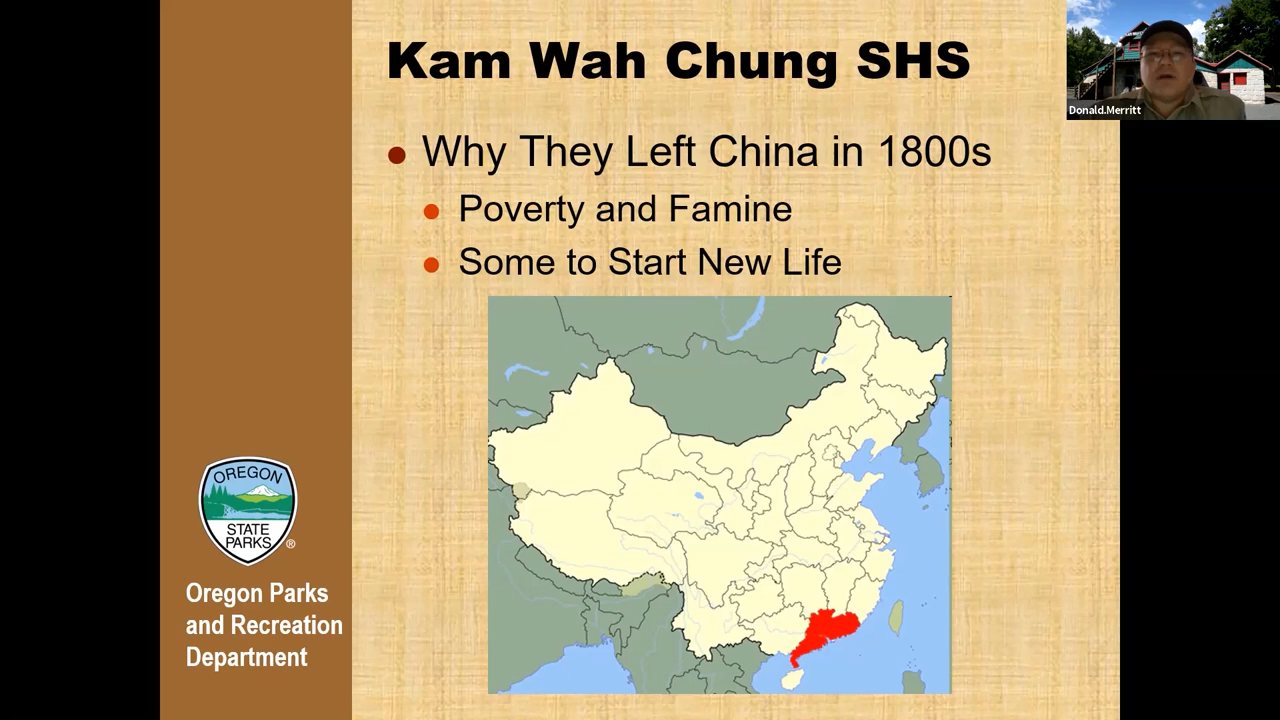 Kam Wah Chung SHS
Donald.Merritt
Why They Left China in 1800s
Poverty and Famine
Some to Start New Life
OREGON
STATE
PARKS
®
Oregon Parks
and Recreation
Department